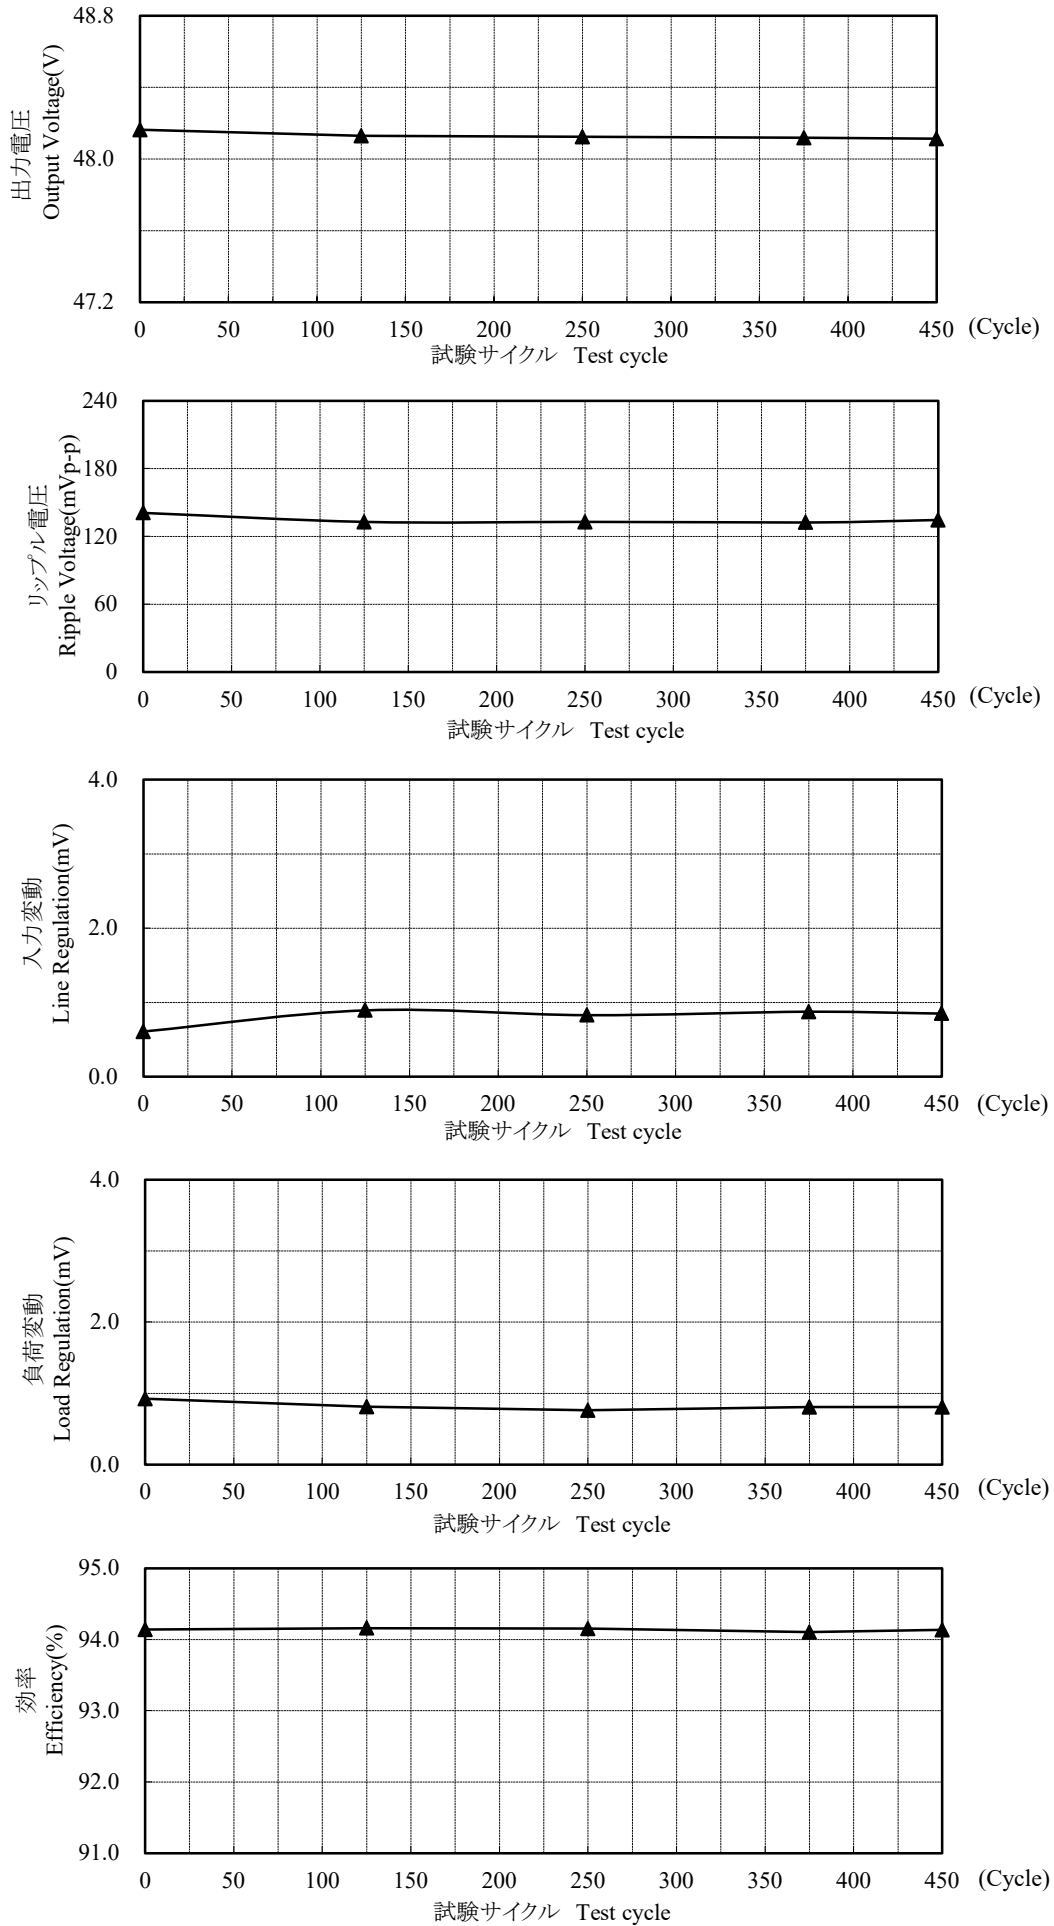 48.8
48.0
47.2
出力電圧
Output Voltage(V)
0 50 100 150 200 250 300 350 400 450 (Cycle)
試験サイクル Test cycle
240
180
120
60
0
リップル電圧
Ripple Voltage(mVp-p)
0 50 100 150 200 250 300 350 400 450 (Cycle)
試験サイクル Test cycle
4.0
2.0
0.0
入力変動
Line Regulation(mV)
0 50 100 150 200 250 300 350 400 450 (Cycle)
試験サイクル Test cycle
4.0
2.0
0.0
負荷変動
Load Regulation(mV)
0 50 100 150 200 250 300 350 400 450 (Cycle)
試験サイクル Test cycle
95.0
94.0
93.0
92.0
91.0
効率
Efficiency(%)
0 50 100 150 200 250 300 350 400 450 (Cycle)
試験サイクル Test cycle